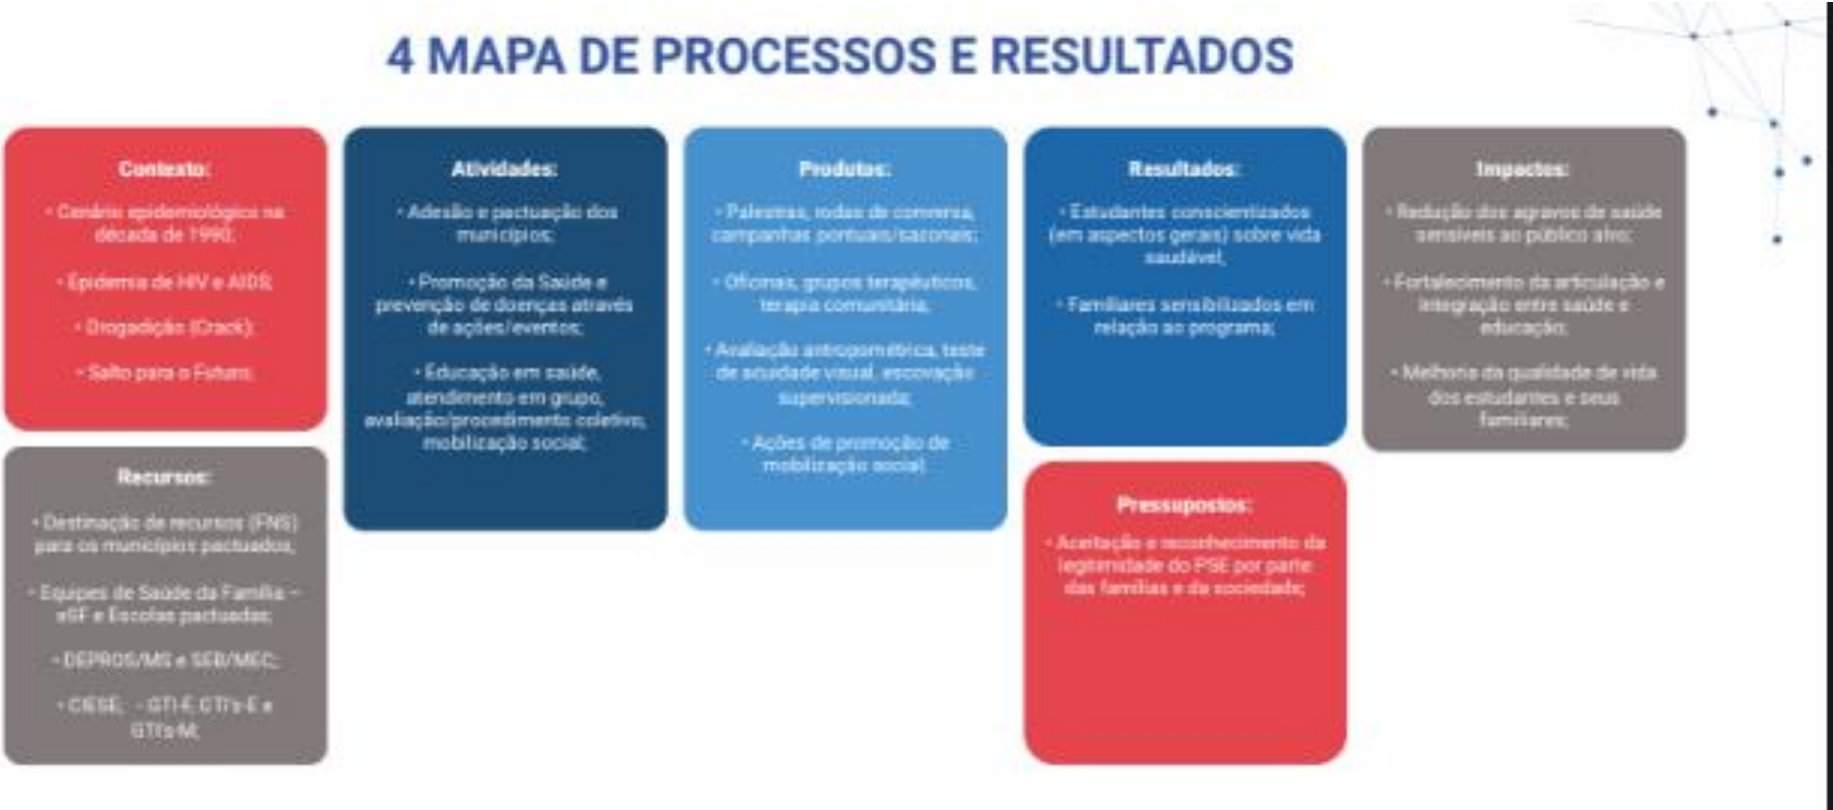 4 MAPA DE PROCESSOS E RESULTADOS
Contexto:
• Cenário epidemiológico na
década de 1990;
• Epidemia de HIV e AIDS;
• Drogadição (Crack);
• Salto para o Futuro;
Recursos:
• Destinação de recursos (FNS)
para os municípios pactuados;
• Equipes de Saúde da Família –
eSF e Escolas pactuadas;
• DEPROS/MS e SEB/MEC;
• CIESE; - GTI-F, GTI's-E e
GTI's-M;
Atividades:
• Adesão e pactuação dos
municípios;
• Promoção da Saúde e
prevenção de doenças através
de ações/eventos;
• Educação em saúde,
atendimento em grupo,
avaliação/procedimento coletivo,
mobilização social;
Produtos:
• Palestras, rodas de conversa,
campanhas pontuais/sazonais;
• Oficinas, grupos terapêuticos,
terapia comunitária;
• Avaliação antropométrica, teste
de acuidade visual, escovação
supervisionada;
• Ações de promoção de
mobilização social;
Resultados:
• Estudantes conscientizados
(em aspectos gerais) sobre vida
saudável;
• Familiares sensibilizados em
relação ao programa;
Pressupostos:
• Aceitação e reconhecimento da
legitimidade do PSE por parte
das famílias e da sociedade;
Impactos:
• Redução dos agravos de saúde
sensíveis ao público alvo;
• Fortalecimento da articulação e
integração entre saúde e
educação;
• Melhoria da qualidade de vida
dos estudantes e seus
familiares;